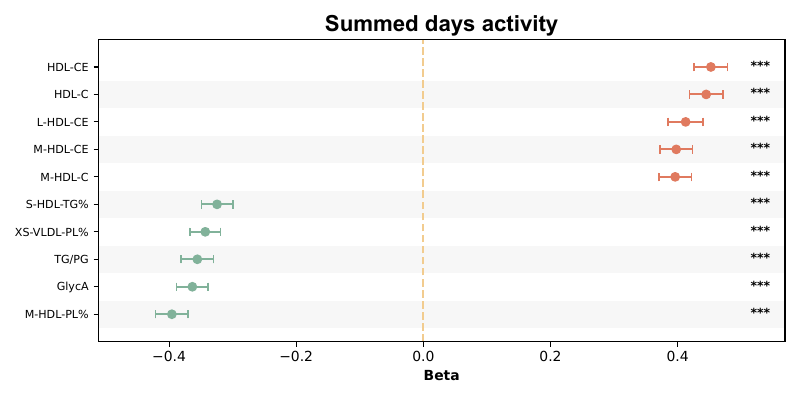 Summed days activity
HDL-CE ***
HDL-C ***
L-HDL-CE ***
M-HDL-CE ***
M-HDL-C ***
S-HDL-TG% ***
XS-VLDL-PL% ***
TG/PG ***
GlycA ***
M-HDL-PL% ***
−0.4 −0.2 0.0 0.2 0.4
Beta